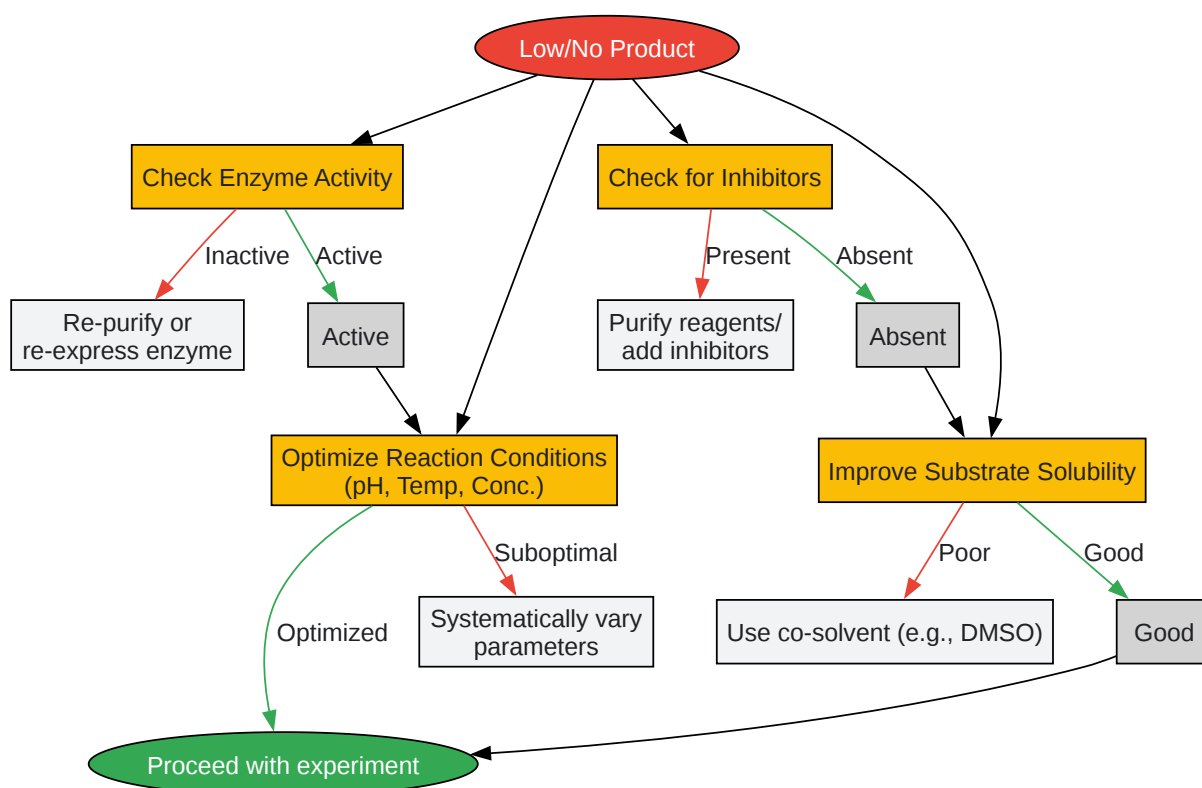 Low/No Product
Check Enzyme Activity
Check for Inhibitors
Inactive
Active
Present
Absent
Re-purify or
re-express enzyme
Active
Purify reagents/
add inhibitors
Absent
Optimize Reaction Conditions
(pH, Temp, Conc.)
Improve Substrate Solubility
Suboptimal
Poor
Good
Optimized
Systematically vary
parameters
Use co-solvent (e.g., DMSO)
Good
Proceed with experiment